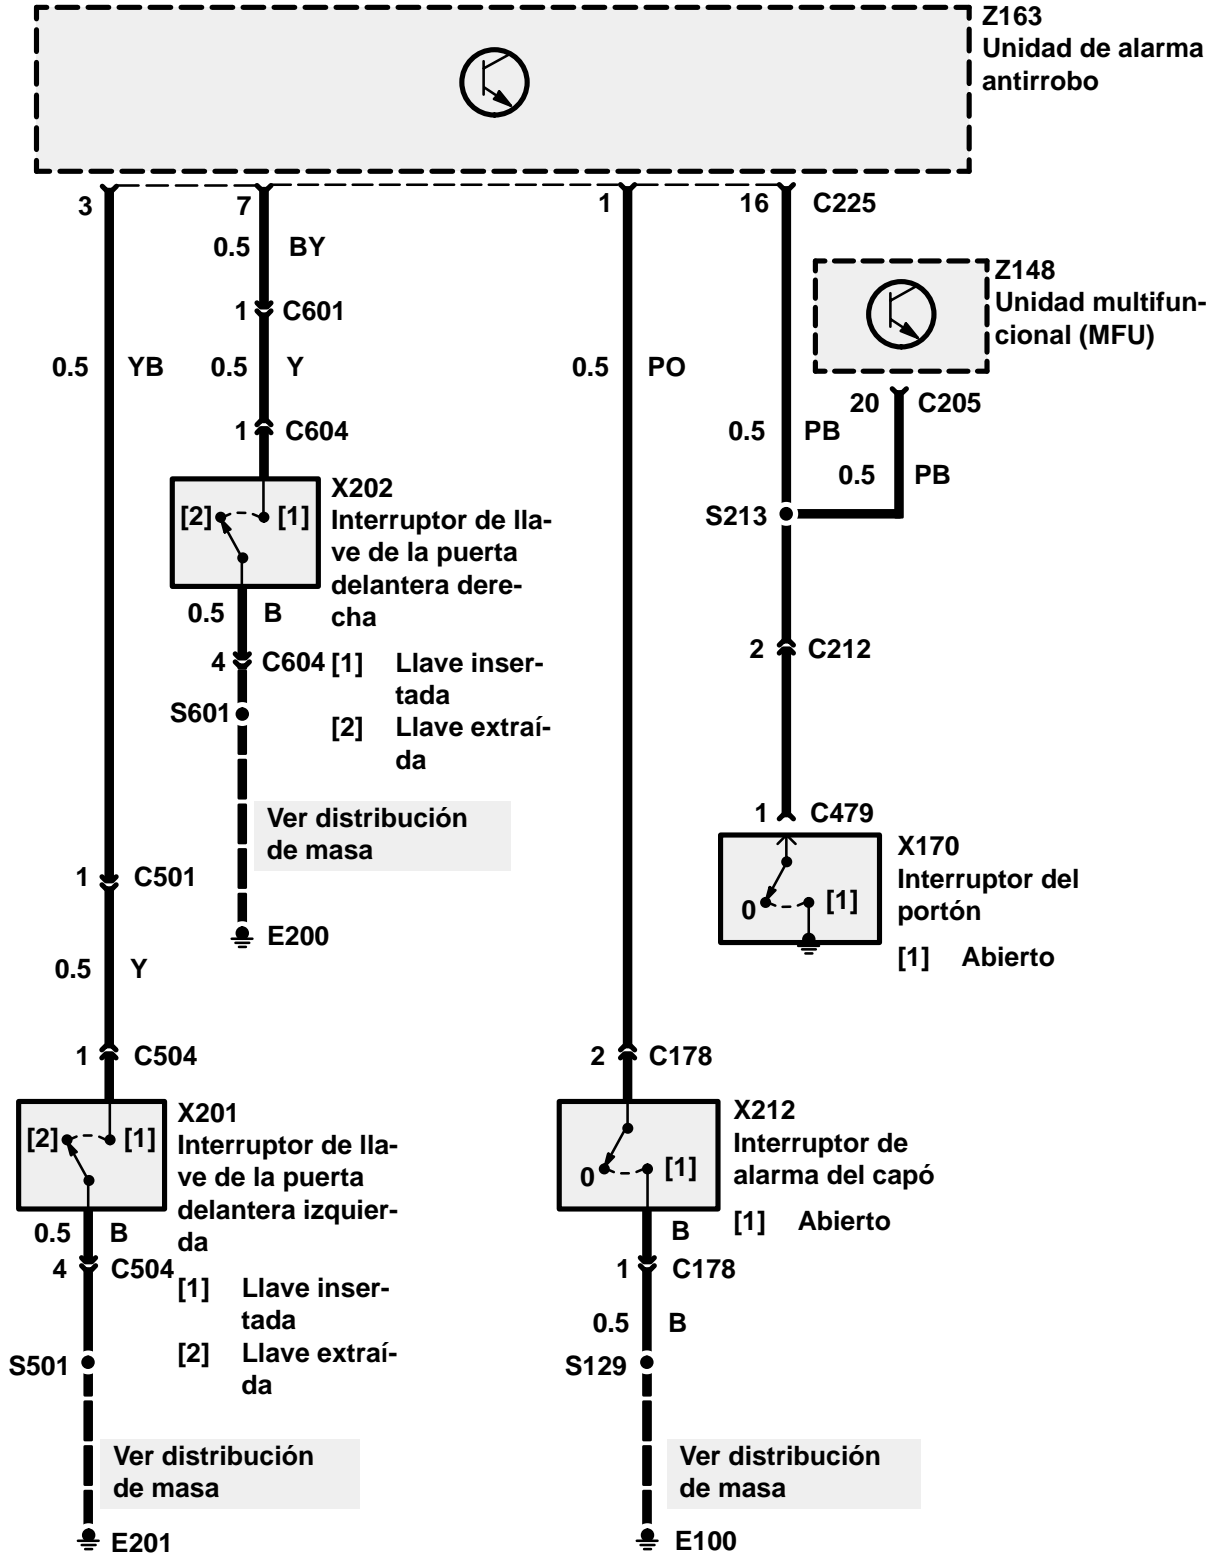 Z163
Unidad de alarma
antirrobo
3
7
1
16
C225
0.5
BY
Z148
Unidad multifun-
cional (MFU)
1
C601
0.5
YB
0.5
Y
0.5
PO
20
C205
1
C604
0.5
PB
0.5
PB
X202
Interruptor de lla-
ve de la puerta
delantera dere-
cha
[2]
[1]
S213
0.5
B
4
C604
[1] Llave inser-
tada
[2] Llave extraí-
da
2
C212
S601
Ver distribución
de masa
1
C479
X170
Interruptor del
portón
[1] Abierto
0
[1]
1
C501
E200
0.5
Y
1
C504
2
C178
X201
Interruptor de lla-
ve de la puerta
delantera izquier-
da
[2]
[1]
X212
Interruptor de
alarma del capó
[1] Abierto
0
[1]
0.5
B
B
4
C504
[1] Llave inser-
tada
[2] Llave extraí-
da
1
C178
0.5
B
S501
S129
Ver distribución
de masa
Ver distribución
de masa
E201
E100